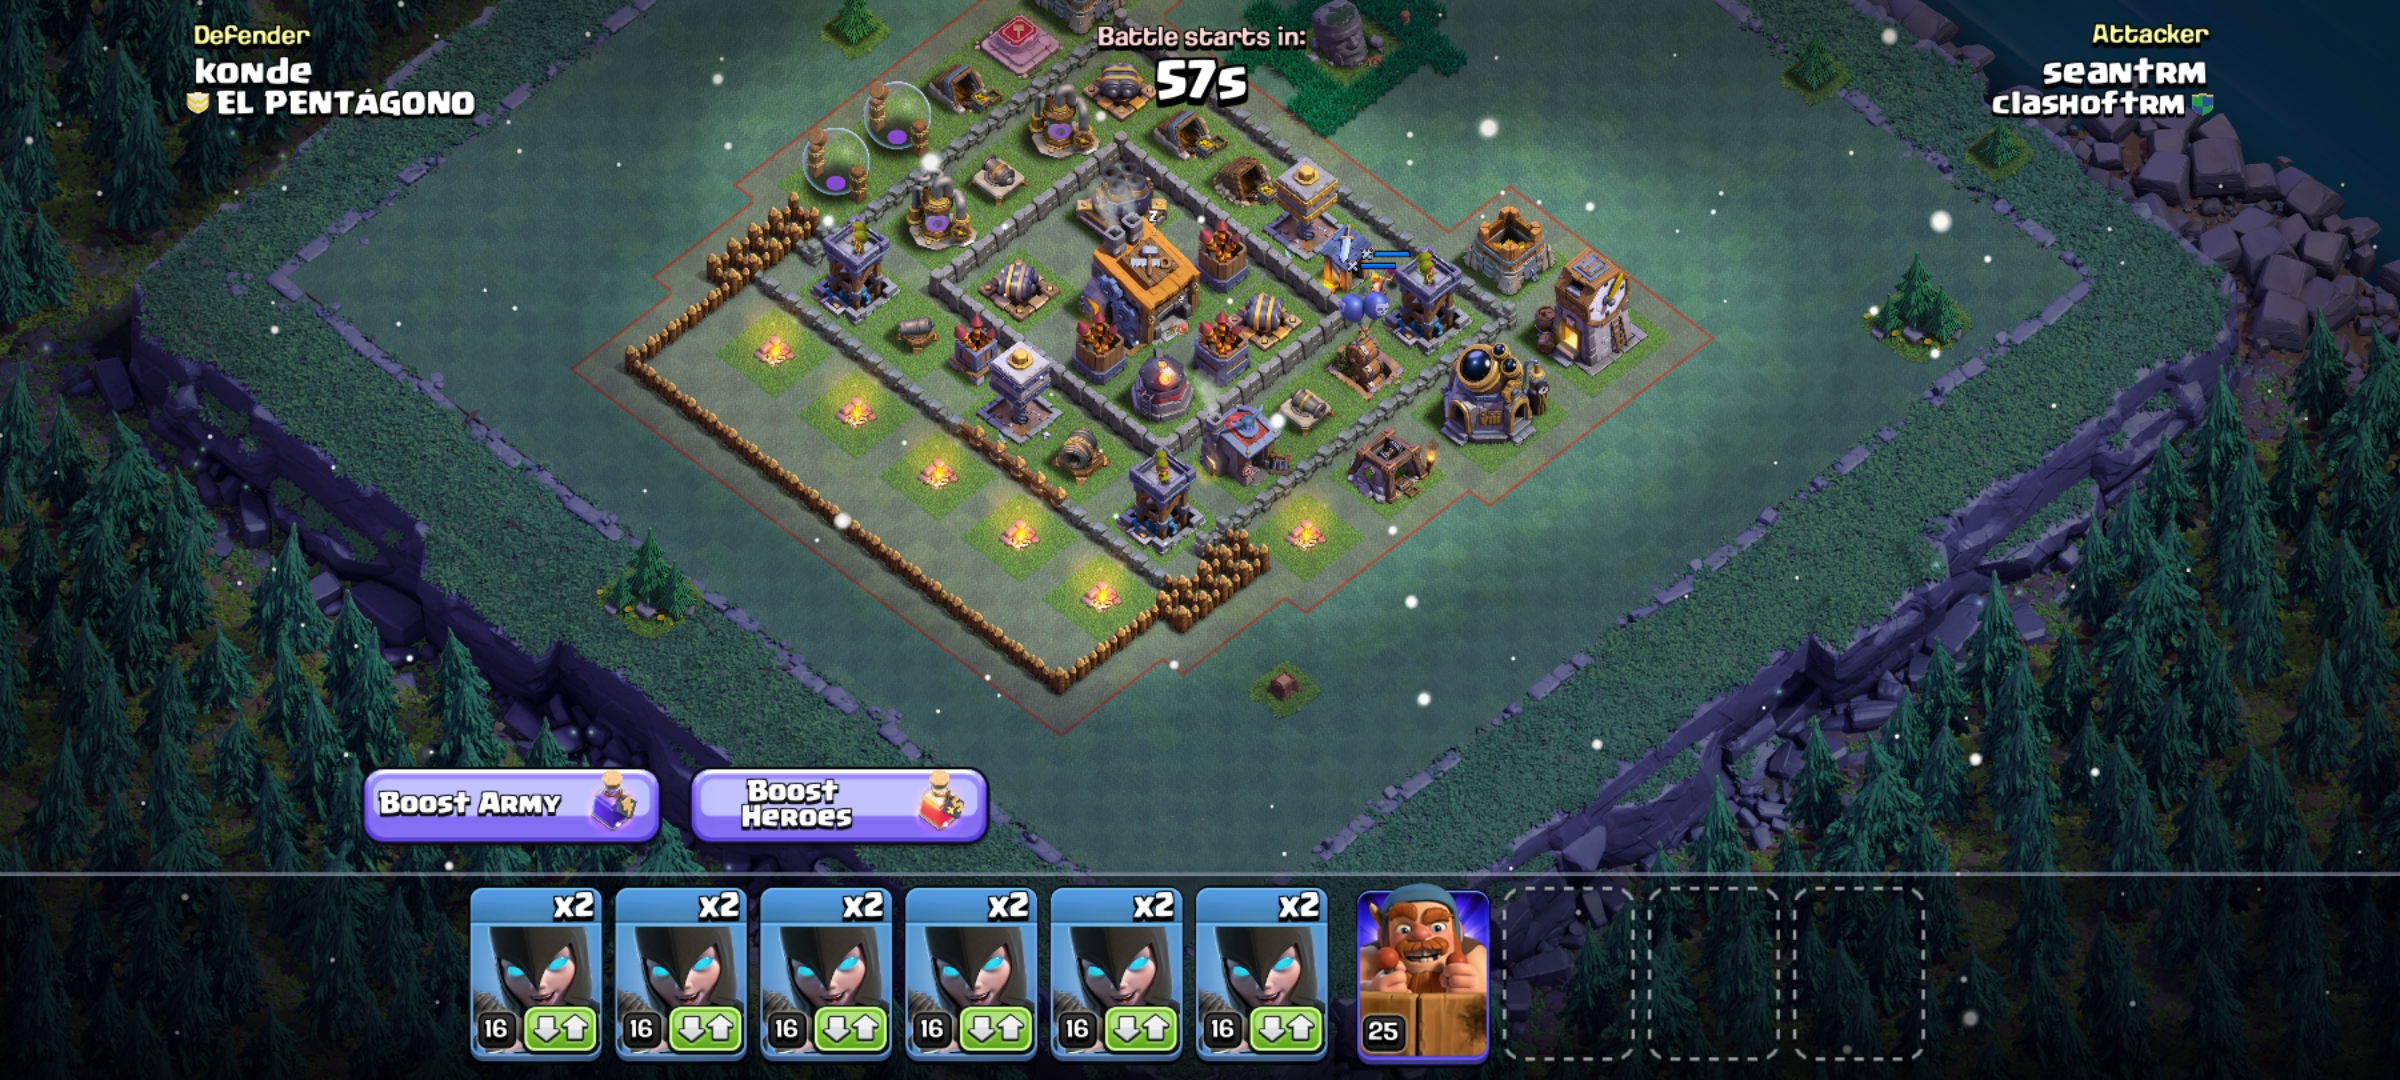 Defender
konde
EL PENTÁGONO
Battle starts in:
57s
Attacker
seantRM
clashoftRM
z
VIII
Boost Army
Boost
Heroes
x2
x2
x2
x2
x2
x2
16
16
16
16
16
16
25